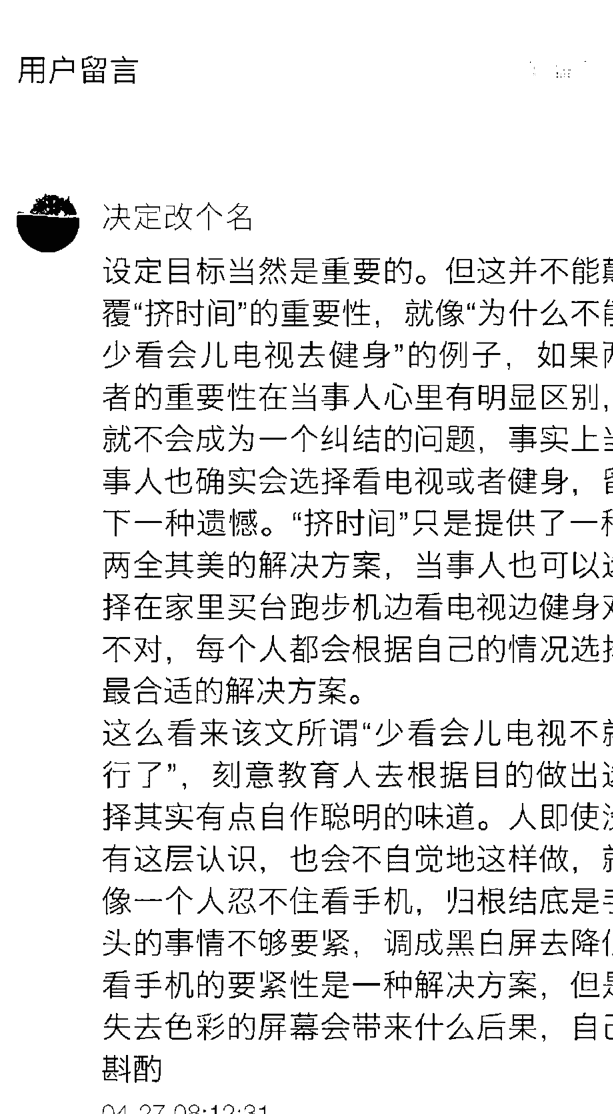 用户留言
决定改个名
设定目标当然是重要的。但这并不能
覆“挤时间”的重要性，就像“为什么不
少看会儿电视去健身”的例子，如果
者的重要性在当事人心里有明显区别，
就不会成为一个纠结的问题，事实上
事人也确实会选择看电视或者健身，
下一种遗憾。“挤时间”只是提供了一
两全其美的解决方案，当事人也可以
择在家里买台跑步机边看电视边健身
不对，每个人都会根据自己的情况选
最合适的解决方案。
这么看来该文所谓“少看会儿电视不
行了”，刻意教育人去根据目的做出
择其实有点自作聪明的味道。人即使
有这层认识，也会不自觉地这样做，
像一个人忍不住看手机，归根结底是
头的事情不够要紧，调成黑白屏去降
看手机的要紧性是一种解决方案，但
失去色彩的屏幕会带来什么后果，自
斟酌
04-27 08:12:31